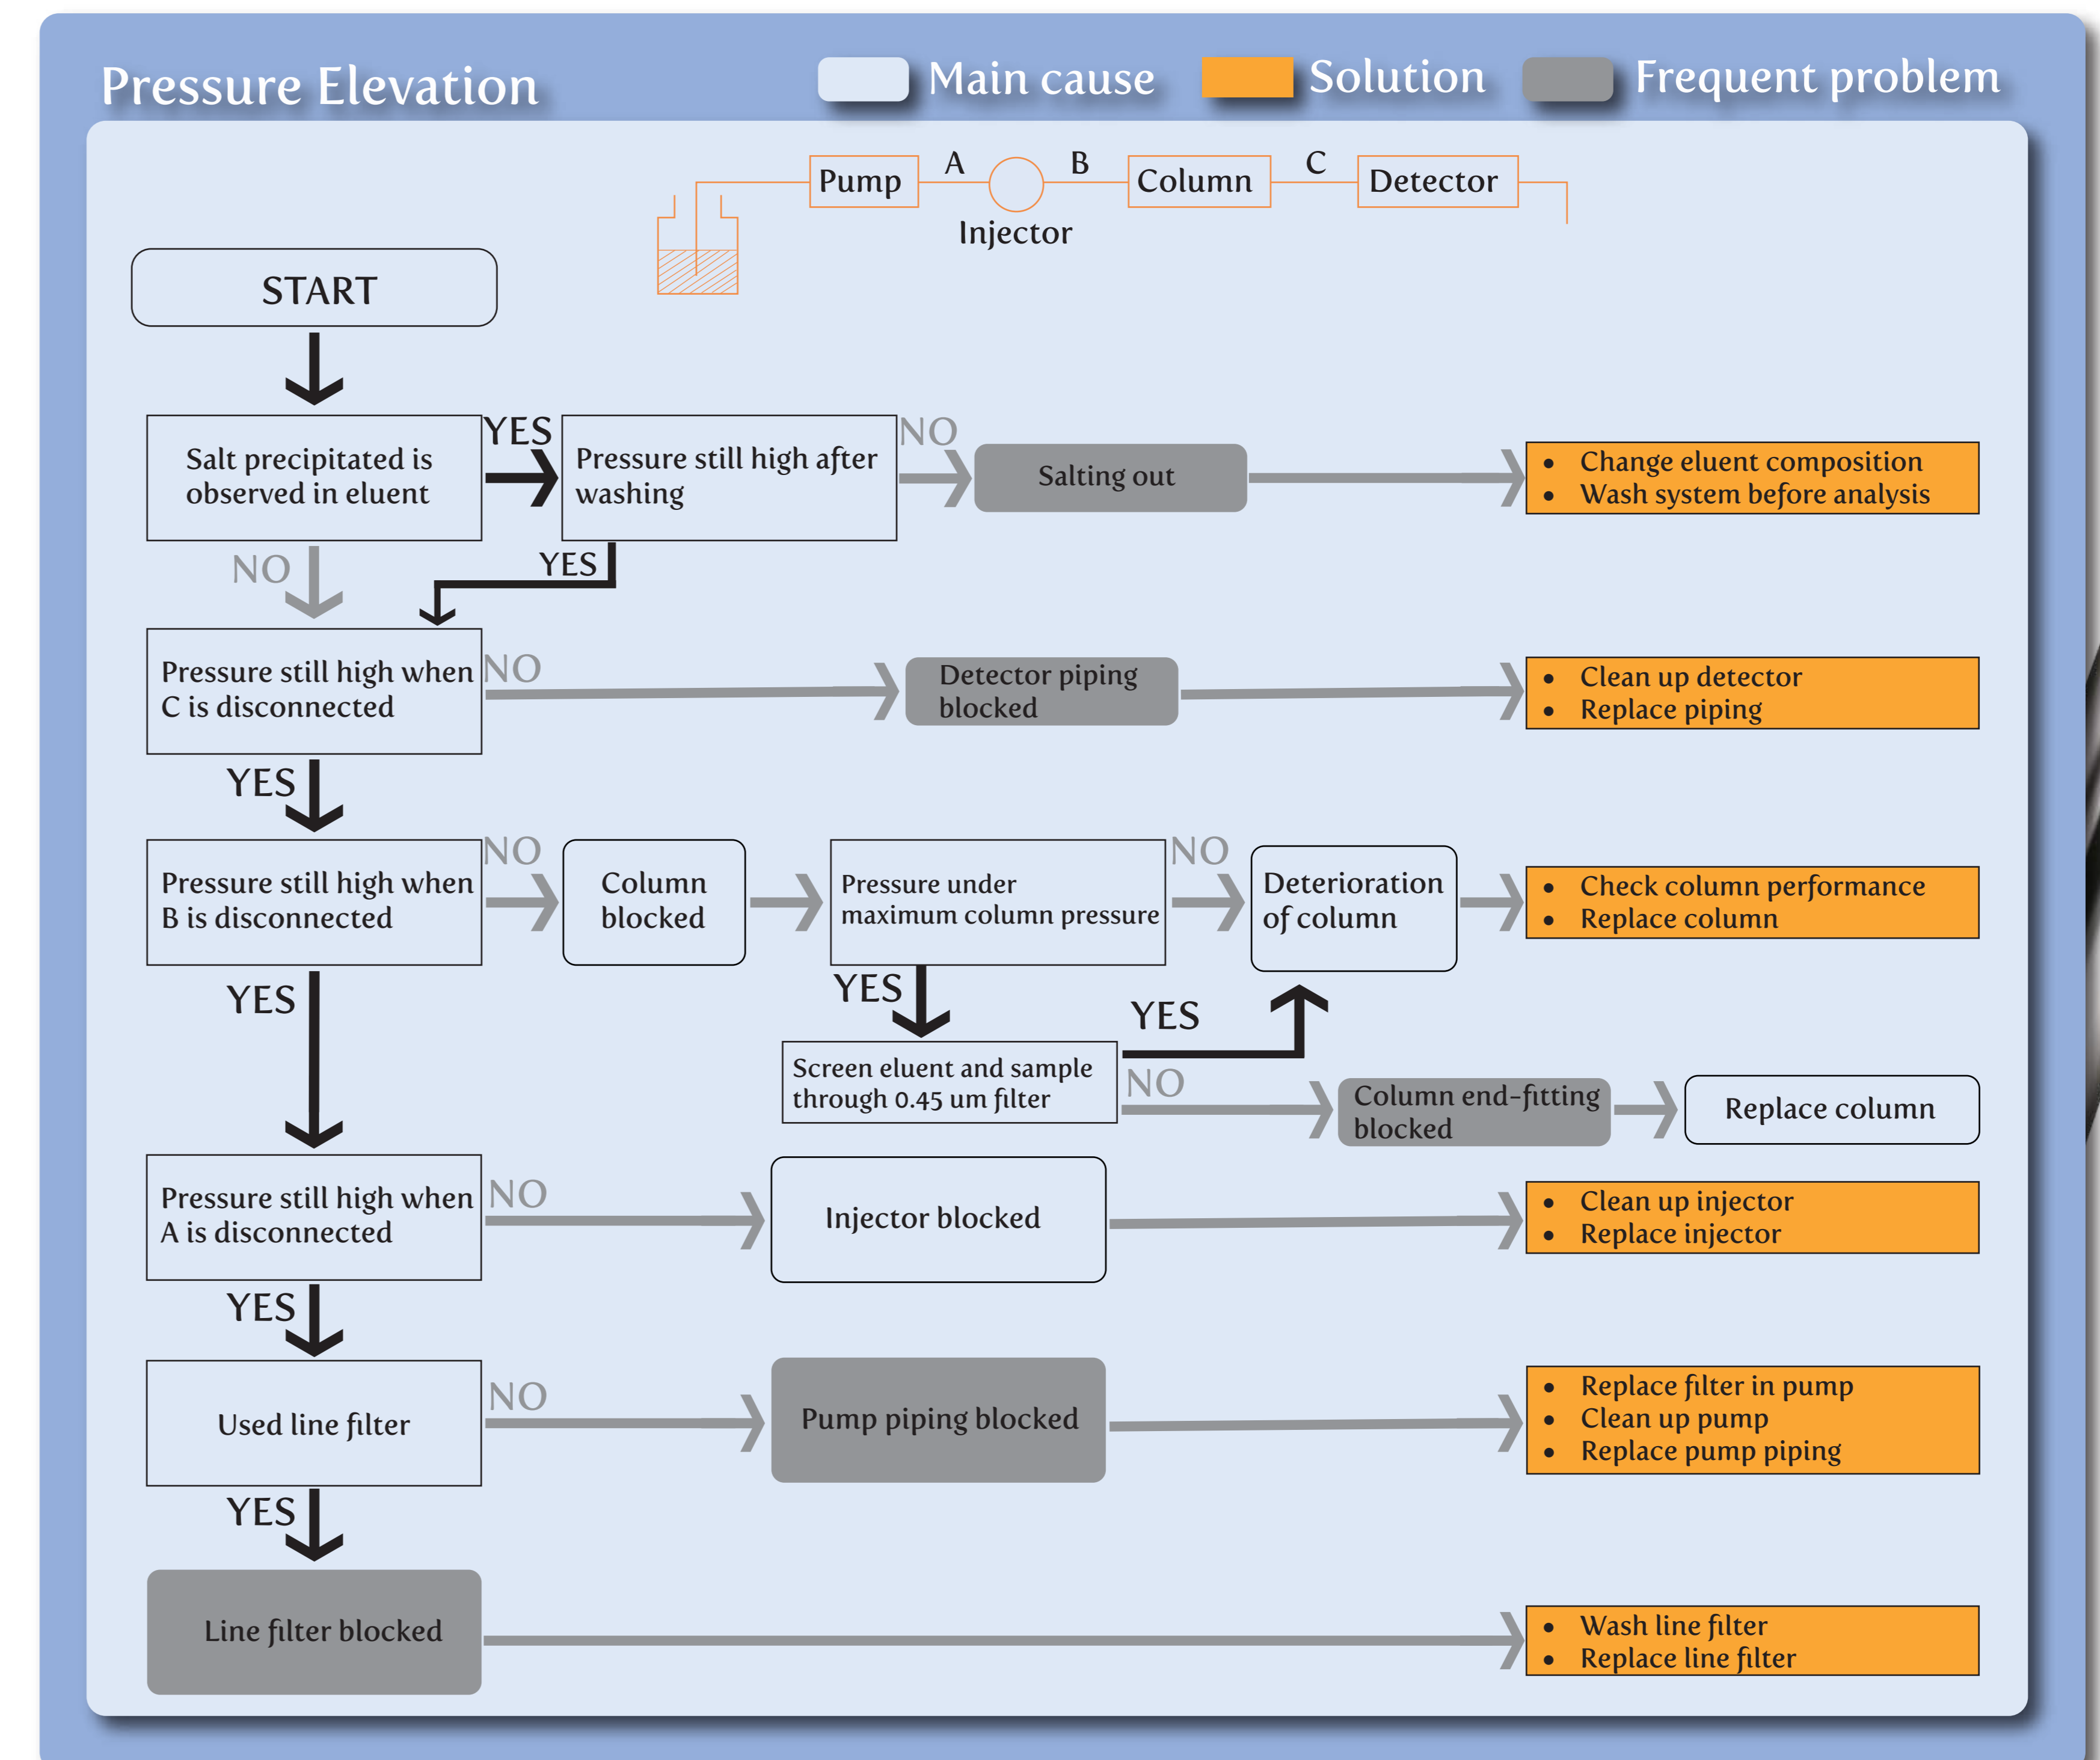 Pressure Elevation
Main cause
Solution
Frequent problem
Pump
A
B
Column
C
Detector
Injector
START
Salt precipitated is
observed in eluent
YES
Pressure still high after
washing
NO
Salting out
• Change eluent composition
• Wash system before analysis
NO
YES
Pressure still high when
C is disconnected
NO
Detector piping
blocked
• Clean up detector
• Replace piping
YES
Pressure still high when
B is disconnected
NO
Column
blocked
Pressure under
maximum column pressure
NO
Deterioration
of column
• Check column performance
• Replace column
YES
YES
YES
Screen eluent and sample
through 0.45 um filter
NO
Column end-fitting
blocked
Replace column
Pressure still high when
A is disconnected
NO
Injector blocked
• Clean up injector
• Replace injector
YES
Used line filter
NO
Pump piping blocked
• Replace filter in pump
• Clean up pump
• Replace pump piping
YES
Line filter blocked
• Wash line filter
• Replace line filter